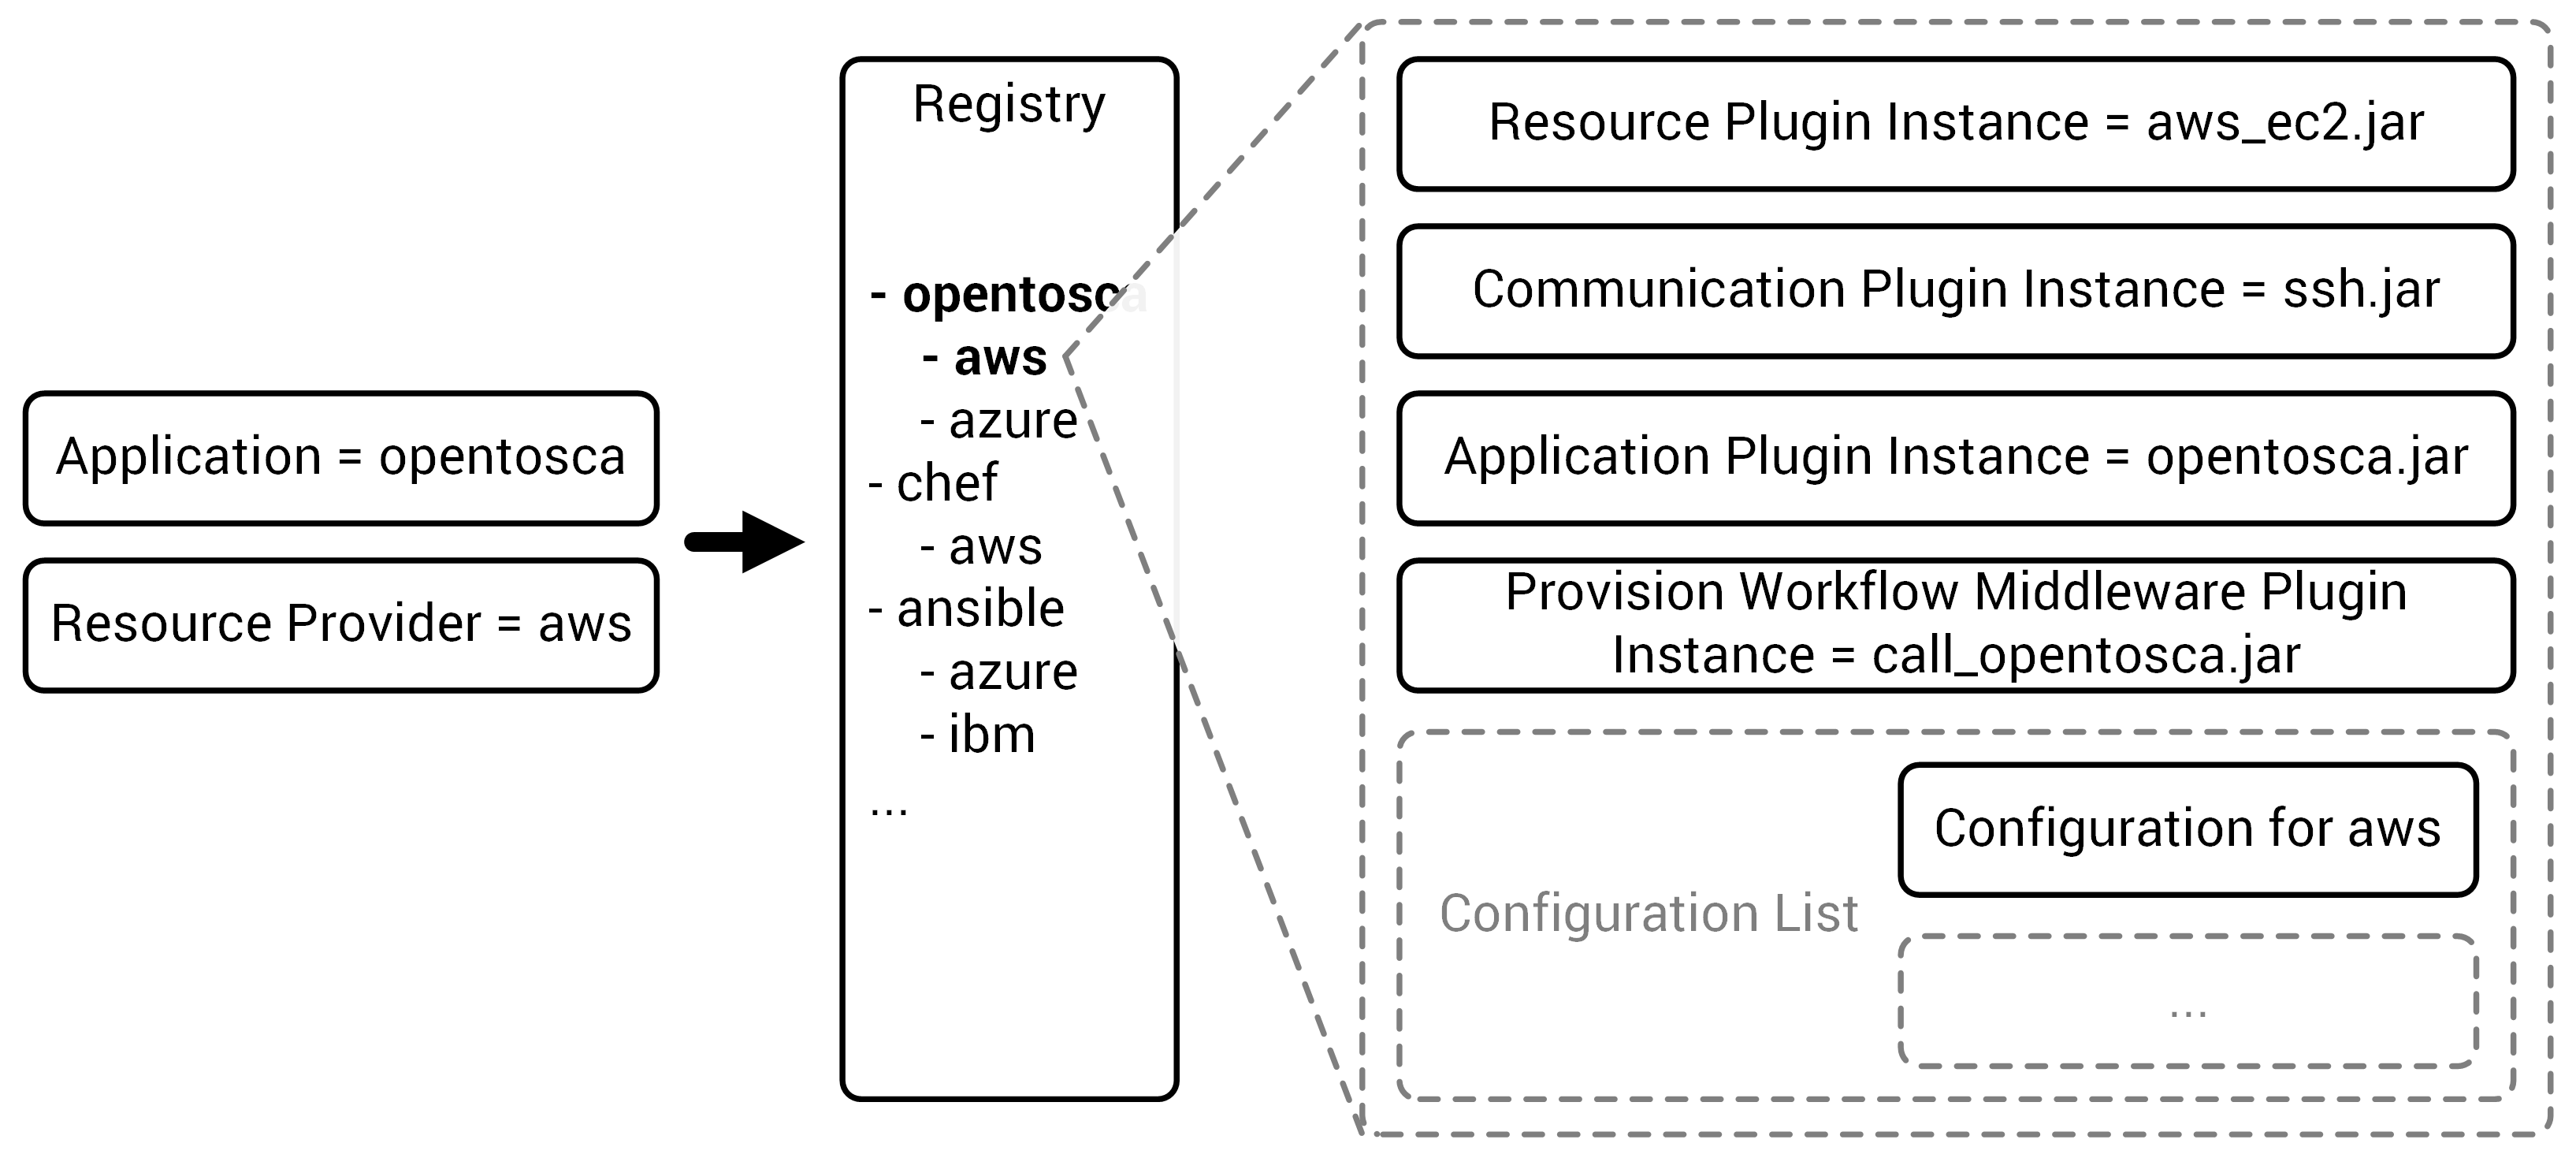 Application = opentosca
Resource Provider = aws
Registry
- opentosca
- aws
- azure
- chef
- aws
- ansible
- azure
- ibm
...
Resource Plugin Instance = aws_ec2.jar
Communication Plugin Instance = ssh.jar
Application Plugin Instance = opentosca.jar
Provision Workflow Middleware Plugin
Instance = call_opentosca.jar
Configuration List
Configuration for aws
...